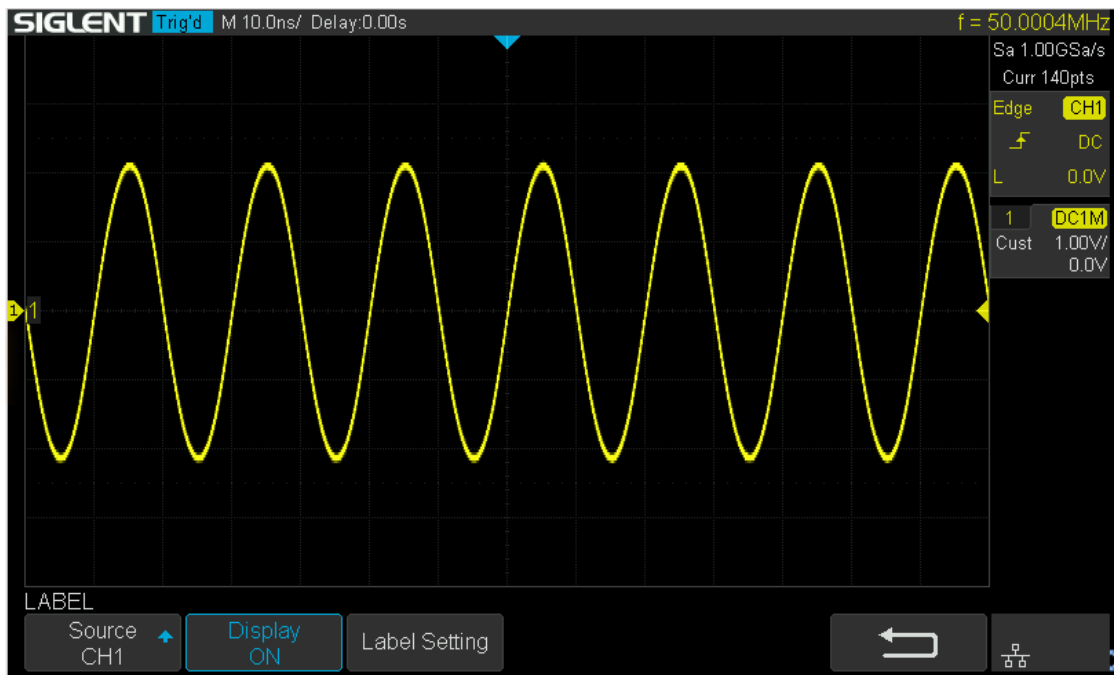 SIGLENT Trig'd M 10.0ns/ Delay:0.00s f = 50.0004MHz
Sa 1.00GSa/s
Curr 140pts
Edge CH1
DC
L 0.0V
1 DC1M
Cust 1.00V/
0.0V
1 1
LABEL
Source
CH1
Display
ON
Label Setting